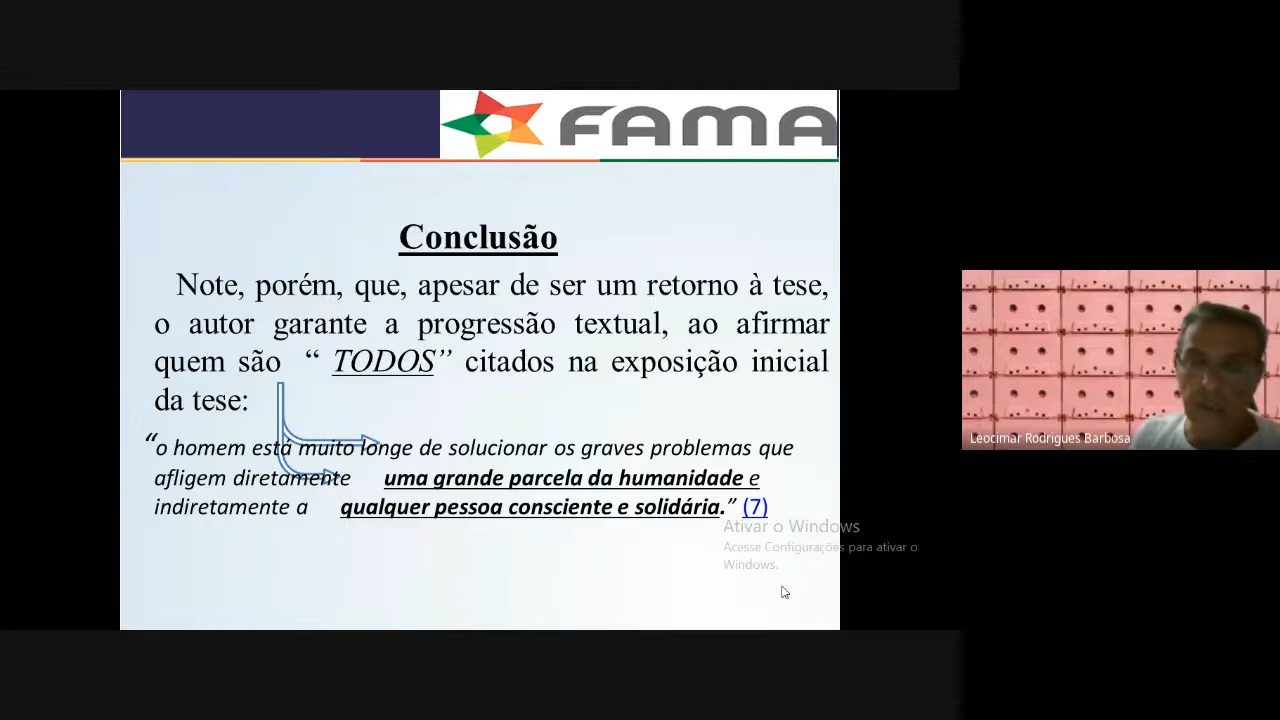 FAMA
Conclusão
Note, porém, que, apesar de ser um retorno à tese,
o autor garante a progressão textual, ao afirmar
quem são “ TODOS” citados na exposição inicial
da tese:
“o homem está muito longe de solucionar os graves problemas que
afligem diretamente uma grande parcela da humanidade e
indiretamente a qualquer pessoa consciente e solidária.” (7)
Ativar o Windows
Acesse Configurações para ativar o
Windows.
Leocimar Rodrigues Barbosa